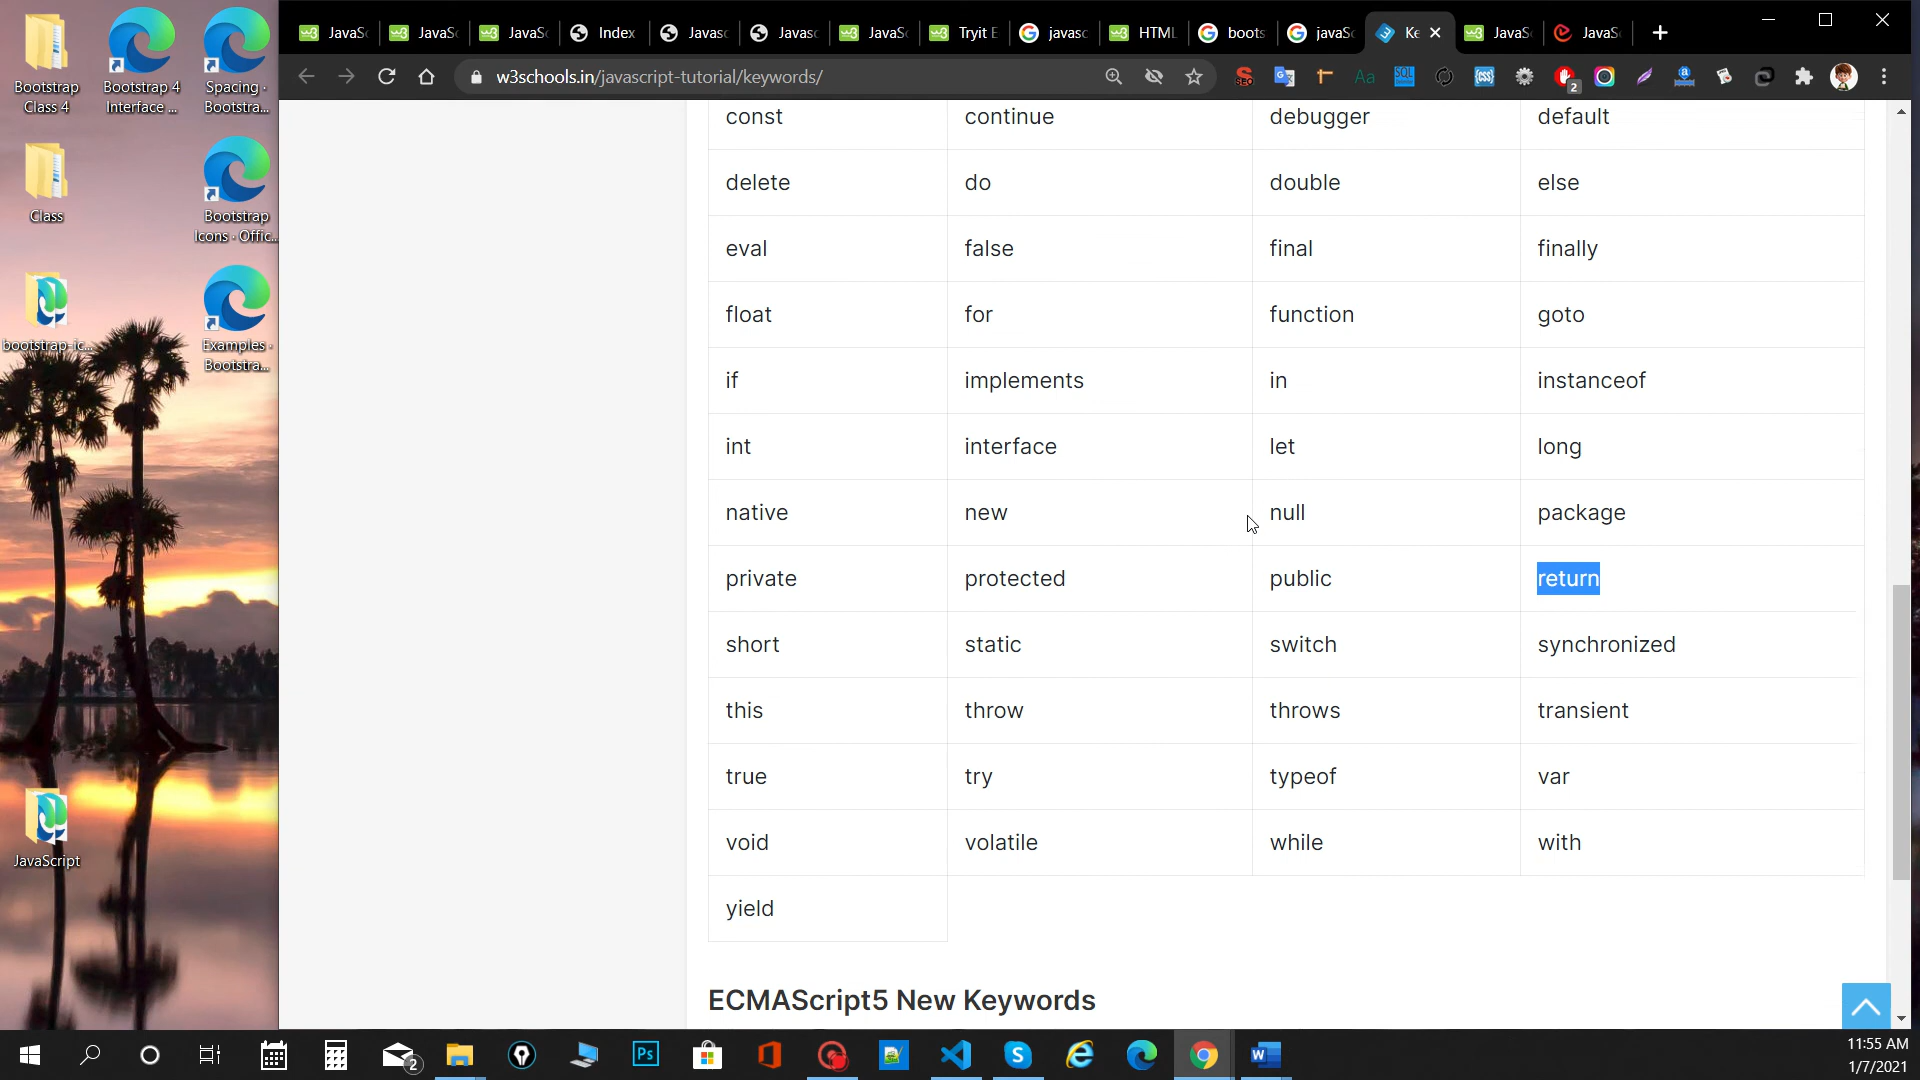 Bootstrap Class 4
Bootstrap 4 Interface ...
Spacing · Bootstra...
Class
Bootstrap Icons · Offic...
bootstrap-ic...
Examples · Bootstra...
JavaScript
JavaSc JavaSc JavaSc Index Javasc Javasc JavaSc Tryit E javasc HTML boots javaSc Ke JavaSc JavaSc
w3schools.in/javascript-tutorial/keywords/
const continue debugger default
delete do double else
eval false final finally
float for function goto
if implements in instanceof
int interface let long
native new null package
private protected public return
short static switch synchronized
this throw throws transient
true try typeof var
void volatile while with
yield
ECMAScript5 New Keywords
11:55 AM
1/7/2021